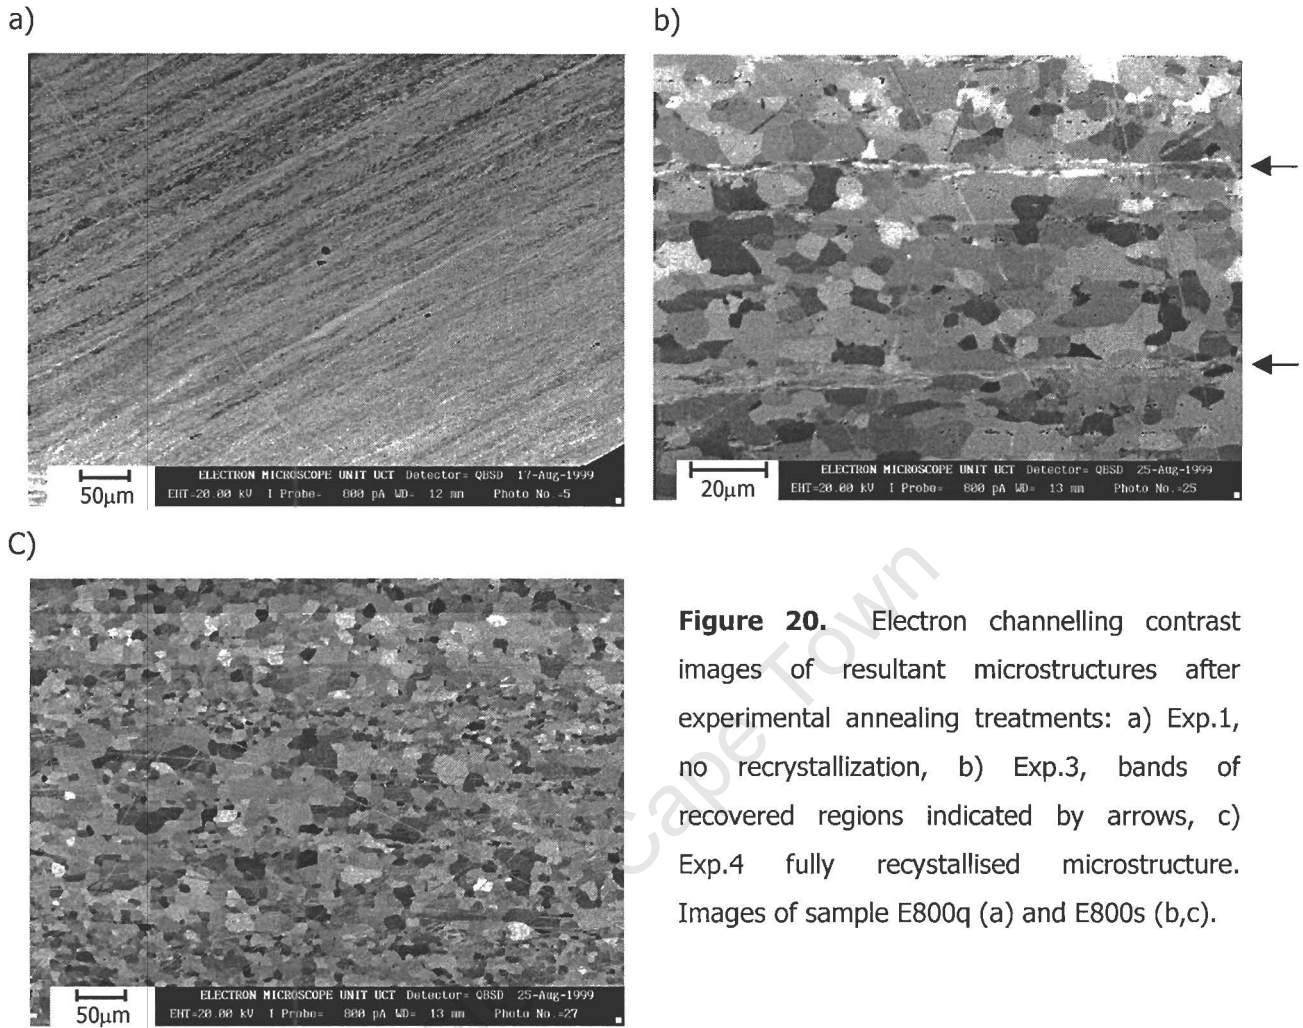 a)
b)
ELECTRON MICROSCOPE UNIT UCT Detector= QBSD 17-Aug-1999
50µm EHT=20.00 kV I Probe= 800 pA WD= 12 mm Photo No.=5
ELECTRON MICROSCOPE UNIT UCT Detector= QBSD 25-Aug-1999
20µm EHT=20.00 kV I Probe= 800 pA WD= 13 mm Photo No.=25
C)
Figure 20. Electron channelling contrast
images of resultant microstructures after
experimental annealing treatments: a) Exp.1,
no recrystallization, b) Exp.3, bands of
recovered regions indicated by arrows, c)
Exp.4 fully recystallised microstructure.
Images of sample E800q (a) and E800s (b,c).
ELECTRON MICROSCOPE UNIT UCT Detector= QBSD 25-Aug-1999
50µm EHT=20.00 kV I Probe= 800 pA WD= 13 mm Photo No.=27
Cape Town